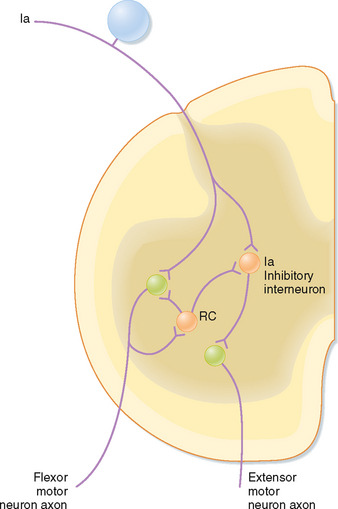 Ia
Ia
Inhibitory
interneuron
RC
Flexor
motor
neuron axon
Extensor
motor
neuron axon